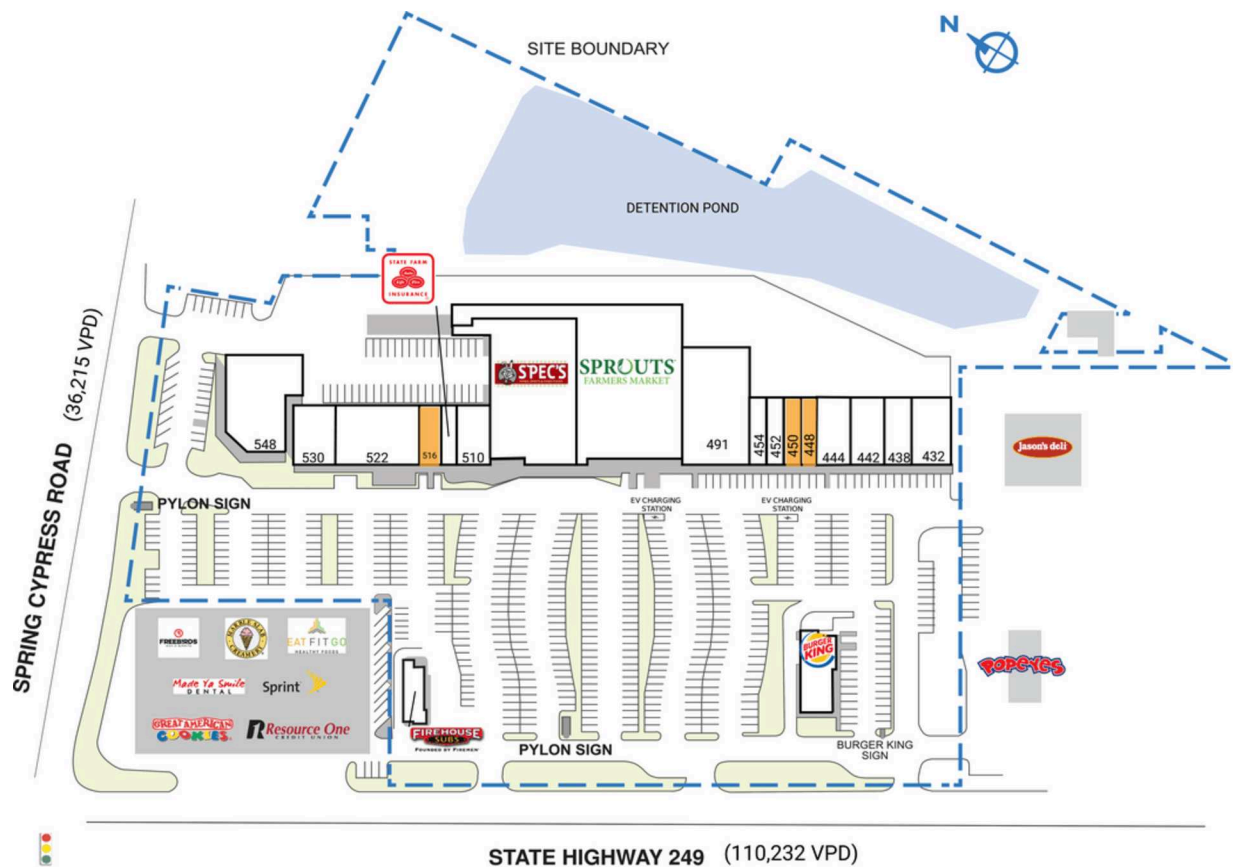 N
SITE BOUNDARY
DETENTION POND
STATE FARM
INSURANCE
SPRING CYPRESS ROAD (36,215 VPD)
SPEC'S
SPROUTS
FARMERS MARKET
548
530
522
516
510
491
454
452
450
448
444
442
438
432
Jason's deli
PYLON SIGN
EV CHARGING
STATION
EV CHARGING
STATION
FREEBIRDS
MARBLE SLAB
CREAMERY
EAT FIT GO
HEALTHY FOODS
Made Ya Smile
DENTAL
Sprint
GREAT AMERICAN
COOKIES
Resource One
CREDIT UNION
FIREHOUSE
SUBS
FOUNDED BY FIREMEN
BURGER
KING
POPEYES
PYLON SIGN
BURGER KING
SIGN
STATE HIGHWAY 249 (110,232 VPD)